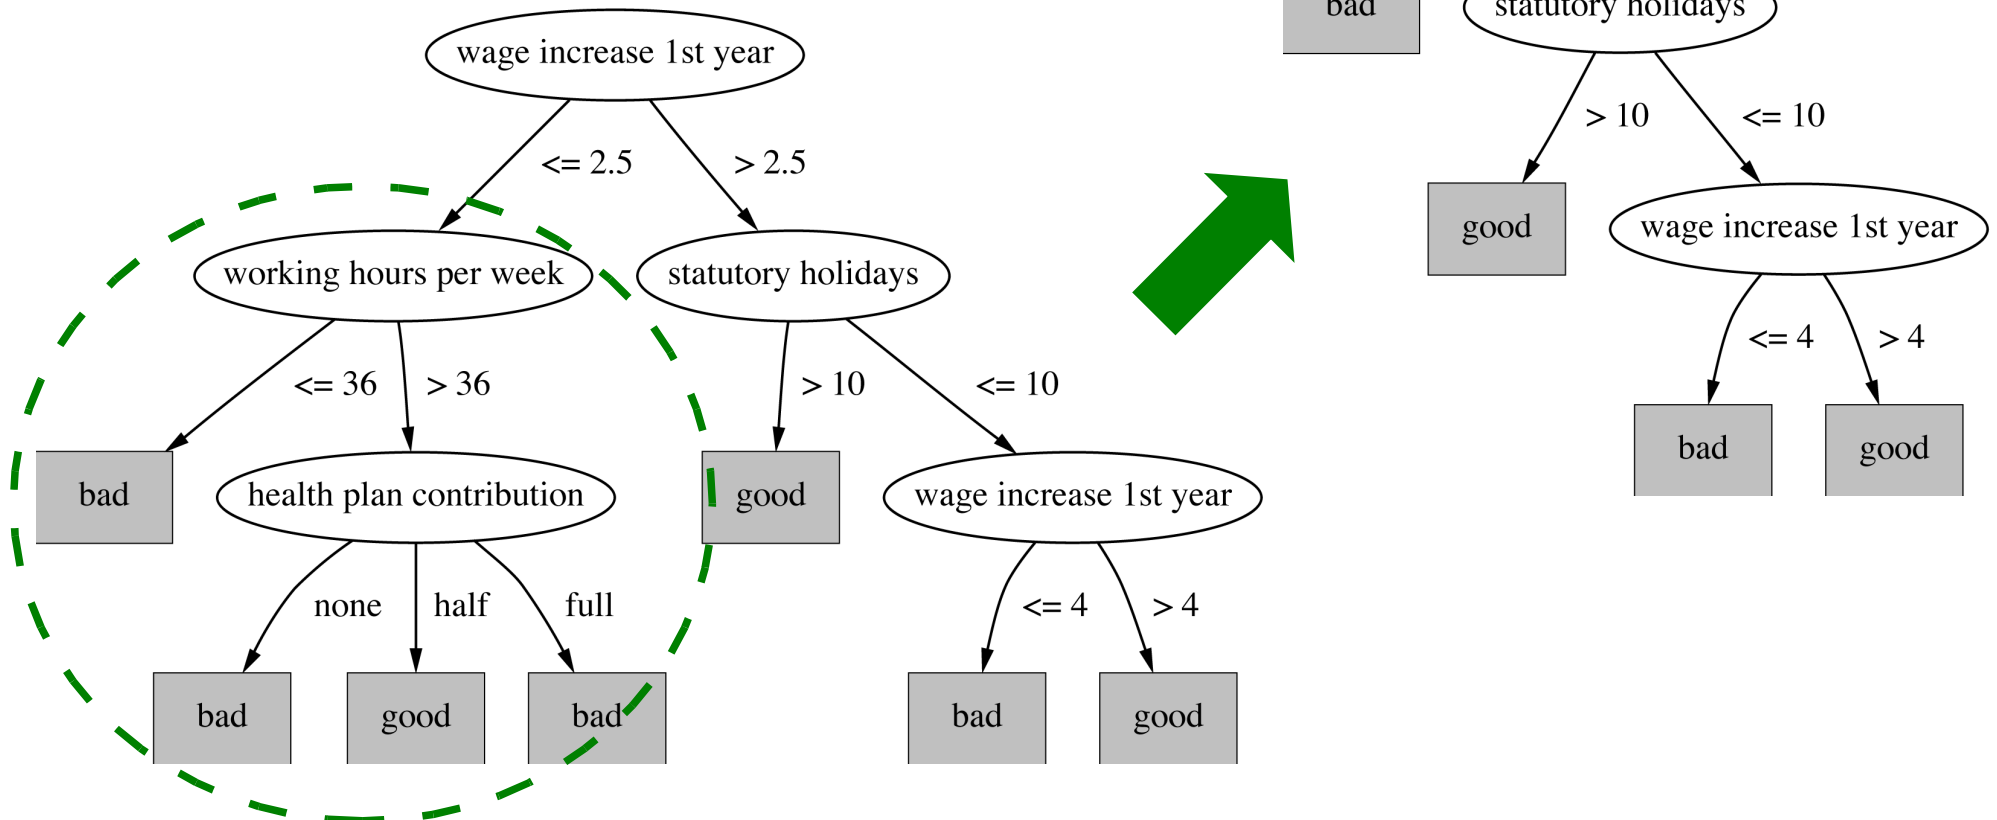 wage increase 1st year
<= 2.5
> 2.5
working hours per week
statutory holidays
<= 36
> 36
> 10
<= 10
bad
health plan contribution
good
wage increase 1st year
none
half
full
<= 4
> 4
bad
good
bad
bad
good
bad
statutory holidays
> 10
<= 10
good
wage increase 1st year
<= 4
> 4
bad
good